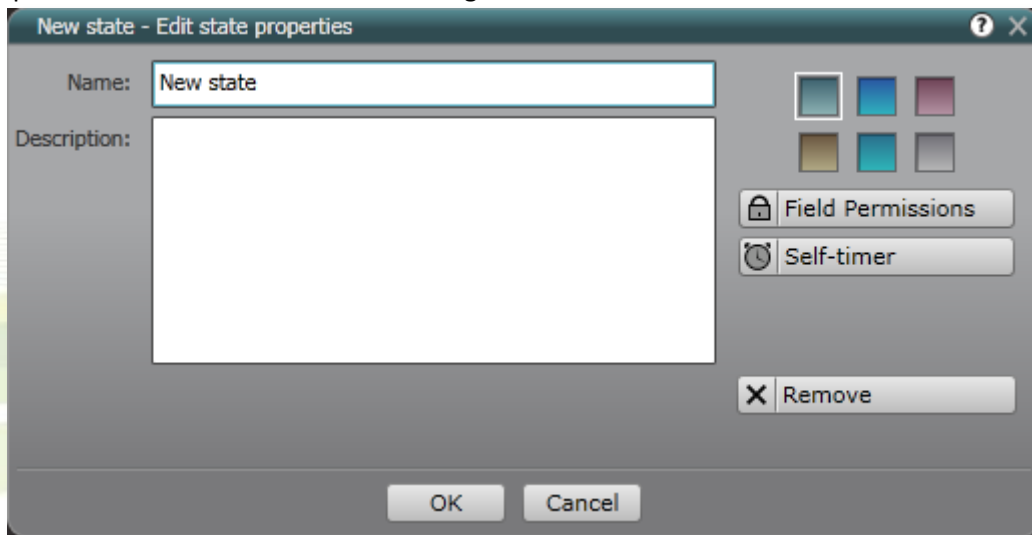 New state - Edit state properties
?
Name:
New state
Description:
Field Permissions
Self-timer
Remove
OK
Cancel